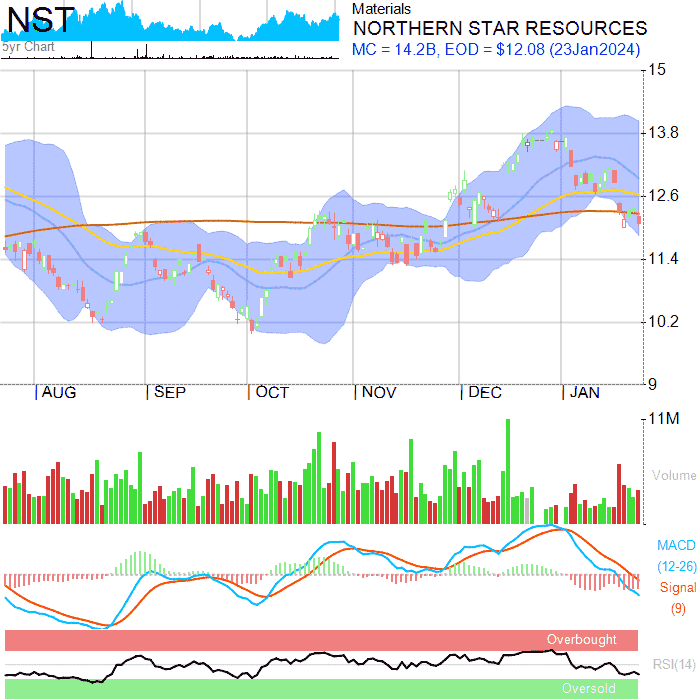 NST
Materials
NORTHERN STAR RESOURCES
MC = 14.2B, EOD = $12.08 (23Jan2024)
5yr Chart
15
13.8
12.6
11.4
10.2
9
AUG SEP OCT NOV DEC JAN
11M
Volume
MACD
(12-26)
Signal
(9)
Overbought
RSI(14)
Oversold